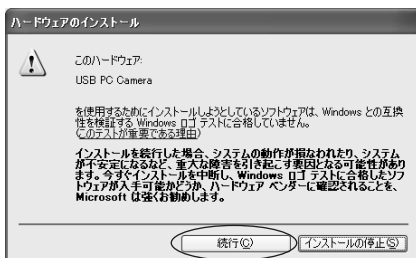 ハードウェアのインストール
このハードウェア:
USB PC Camera
を使用するためにインストールしようとしているソフトウェアは、Windows との互換
性を検証する Windows ロゴ テストに合格していません。
(このテストが重要である理由)
インストールを続行した場合、システムの動作が損なわれたり、システム
が不安定になるなど、重大な障害を引き起こす要因となる可能性があり
ます。今すぐインストールを中断し、Windows ロゴ テストに合格したソフ
トウェアが入手可能かどうか、ハードウェア ベンダーに確認されることを、
Microsoft は強くお勧めします。
続行(C)
インストールの停止(S)